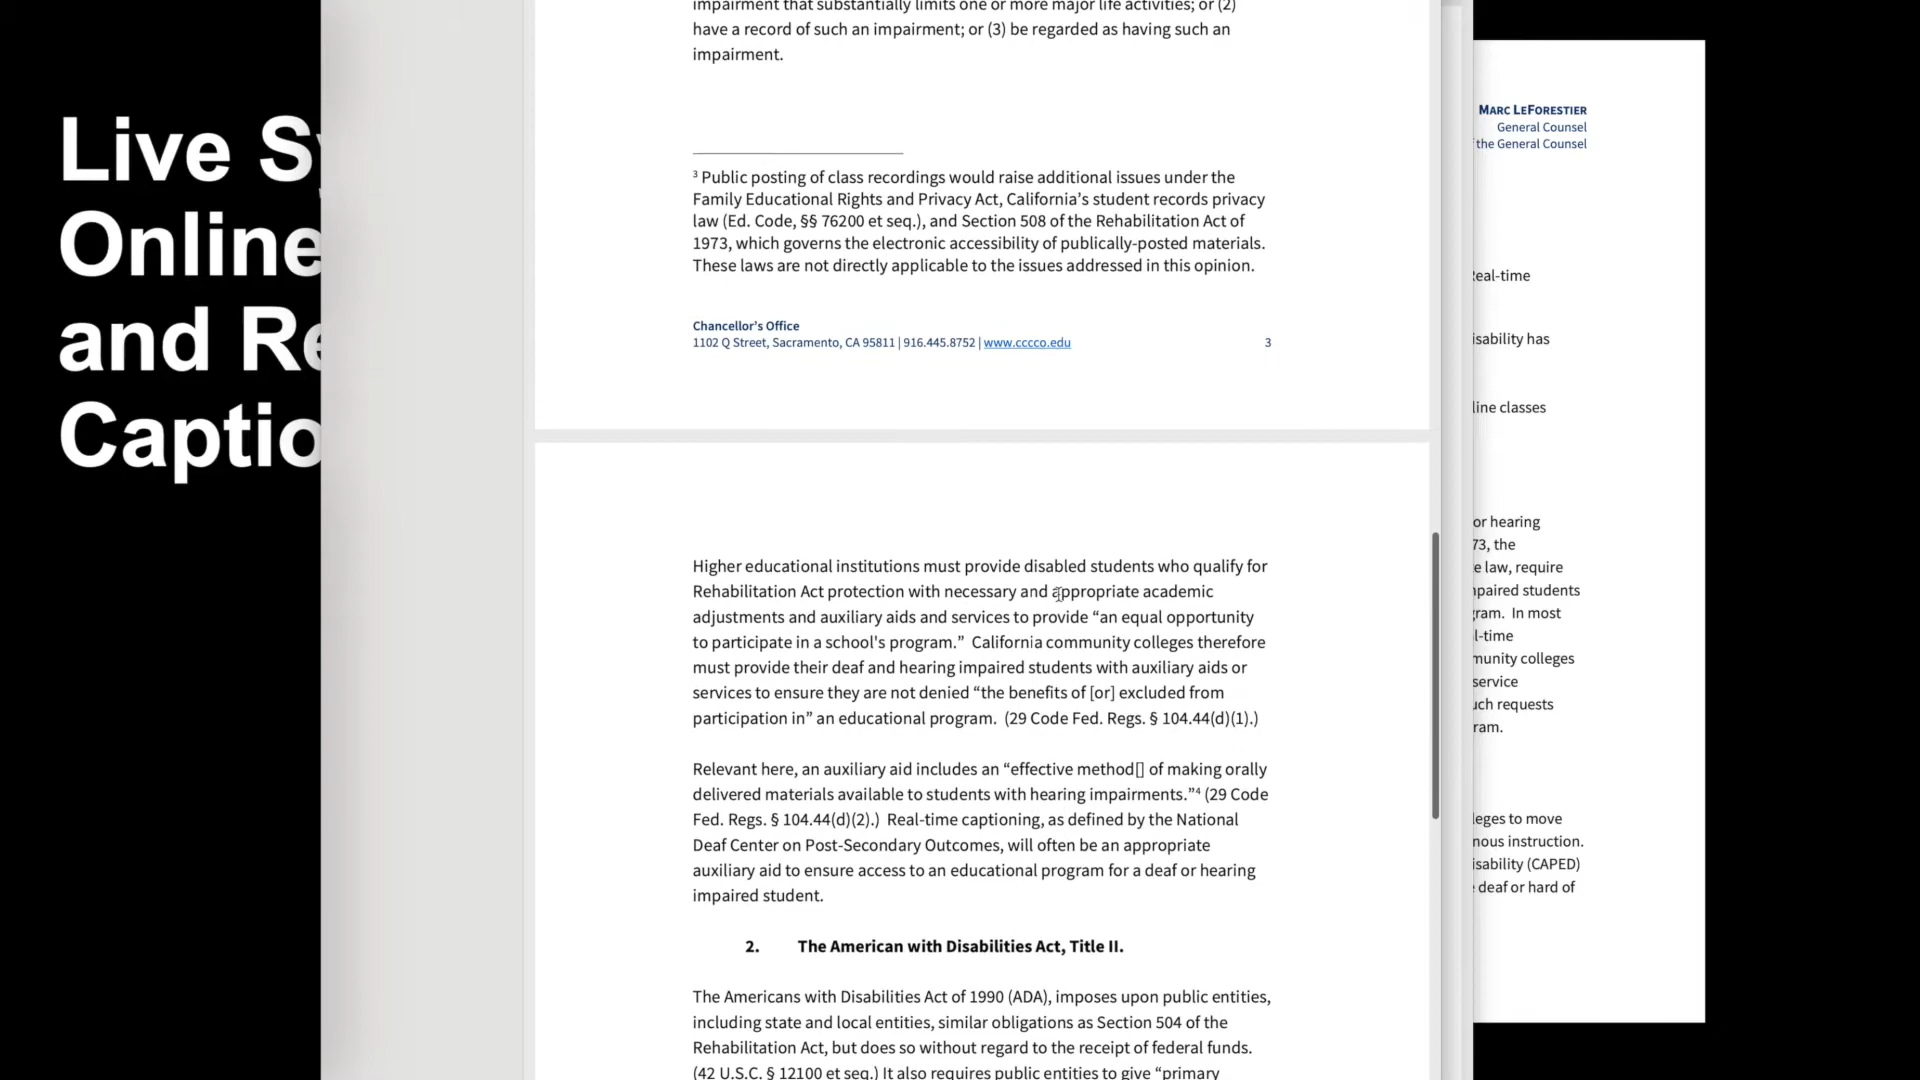 Live S
Online
and Re
Captio
impairment that substantially limits one or more major life activities; or (2)
have a record of such an impairment; or (3) be regarded as having such an
impairment.
³ Public posting of class recordings would raise additional issues under the
Family Educational Rights and Privacy Act, California’s student records privacy
law (Ed. Code, §§ 76200 et seq.), and Section 508 of the Rehabilitation Act of
1973, which governs the electronic accessibility of publically-posted materials.
These laws are not directly applicable to the issues addressed in this opinion.
Chancellor’s Office
1102 Q Street, Sacramento, CA 95811 | 916.445.8752 | www.cccco.edu 3
Higher educational institutions must provide disabled students who qualify for
Rehabilitation Act protection with necessary and appropriate academic
adjustments and auxiliary aids and services to provide “an equal opportunity
to participate in a school's program.” California community colleges therefore
must provide their deaf and hearing impaired students with auxiliary aids or
services to ensure they are not denied “the benefits of [or] excluded from
participation in” an educational program. (29 Code Fed. Regs. § 104.44(d)(1).)
Relevant here, an auxiliary aid includes an “effective method[] of making orally
delivered materials available to students with hearing impairments.”⁴ (29 Code
Fed. Regs. § 104.44(d)(2).) Real-time captioning, as defined by the National
Deaf Center on Post-Secondary Outcomes, will often be an appropriate
auxiliary aid to ensure access to an educational program for a deaf or hearing
impaired student.
2. The American with Disabilities Act, Title II.
The Americans with Disabilities Act of 1990 (ADA), imposes upon public entities,
including state and local entities, similar obligations as Section 504 of the
Rehabilitation Act, but does so without regard to the receipt of federal funds.
(42 U.S.C. § 12100 et seq.) It also requires public entities to give “primary
MARC LEFORESTIER
General Counsel
the General Counsel
Real-time
isability has
line classes
or hearing
73, the
e law, require
npaired students
gram. In most
l-time
munity colleges
service
uch requests
ram.
leges to move
nous instruction.
isability (CAPED)
deaf or hard of